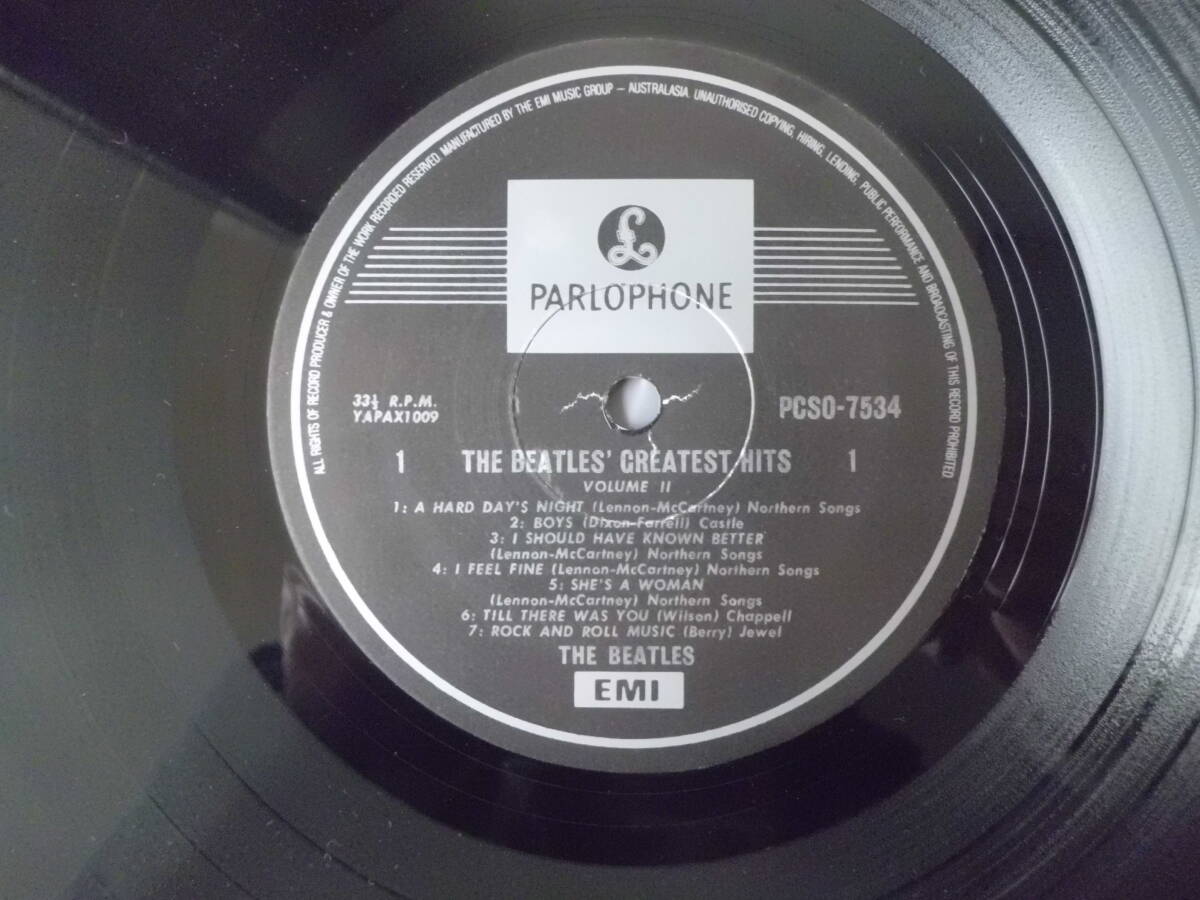 ALL RIGHTS OF RECORD PRODUCER & OWNER OF THE WORK RECORDED RESERVED. MANUFACTURED BY THE EMI MUSIC GROUP – AUSTRALASIA. UNAUTHORISED COPYING, HIRING, LENDING, PUBLIC PERFORMANCE AND BROADCASTING OF THIS RECORD PROHIBITED
£
PARLOPHONE
33⅓ R.P.M.
YAPAX1009
PCSO-7534
1 THE BEATLES' GREATEST HITS 1
VOLUME II
1: A HARD DAY'S NIGHT (Lennon-McCartney) Northern Songs
2: BOYS (Dixon-Farrell) Castle
3: I SHOULD HAVE KNOWN BETTER
(Lennon-McCartney) Northern Songs
4: I FEEL FINE (Lennon-McCartney) Northern Songs
5: SHE'S A WOMAN
(Lennon-McCartney) Northern Songs
6: TILL THERE WAS YOU (Wilson) Chappell
7: ROCK AND ROLL MUSIC (Berry) Jewel
THE BEATLES
EMI